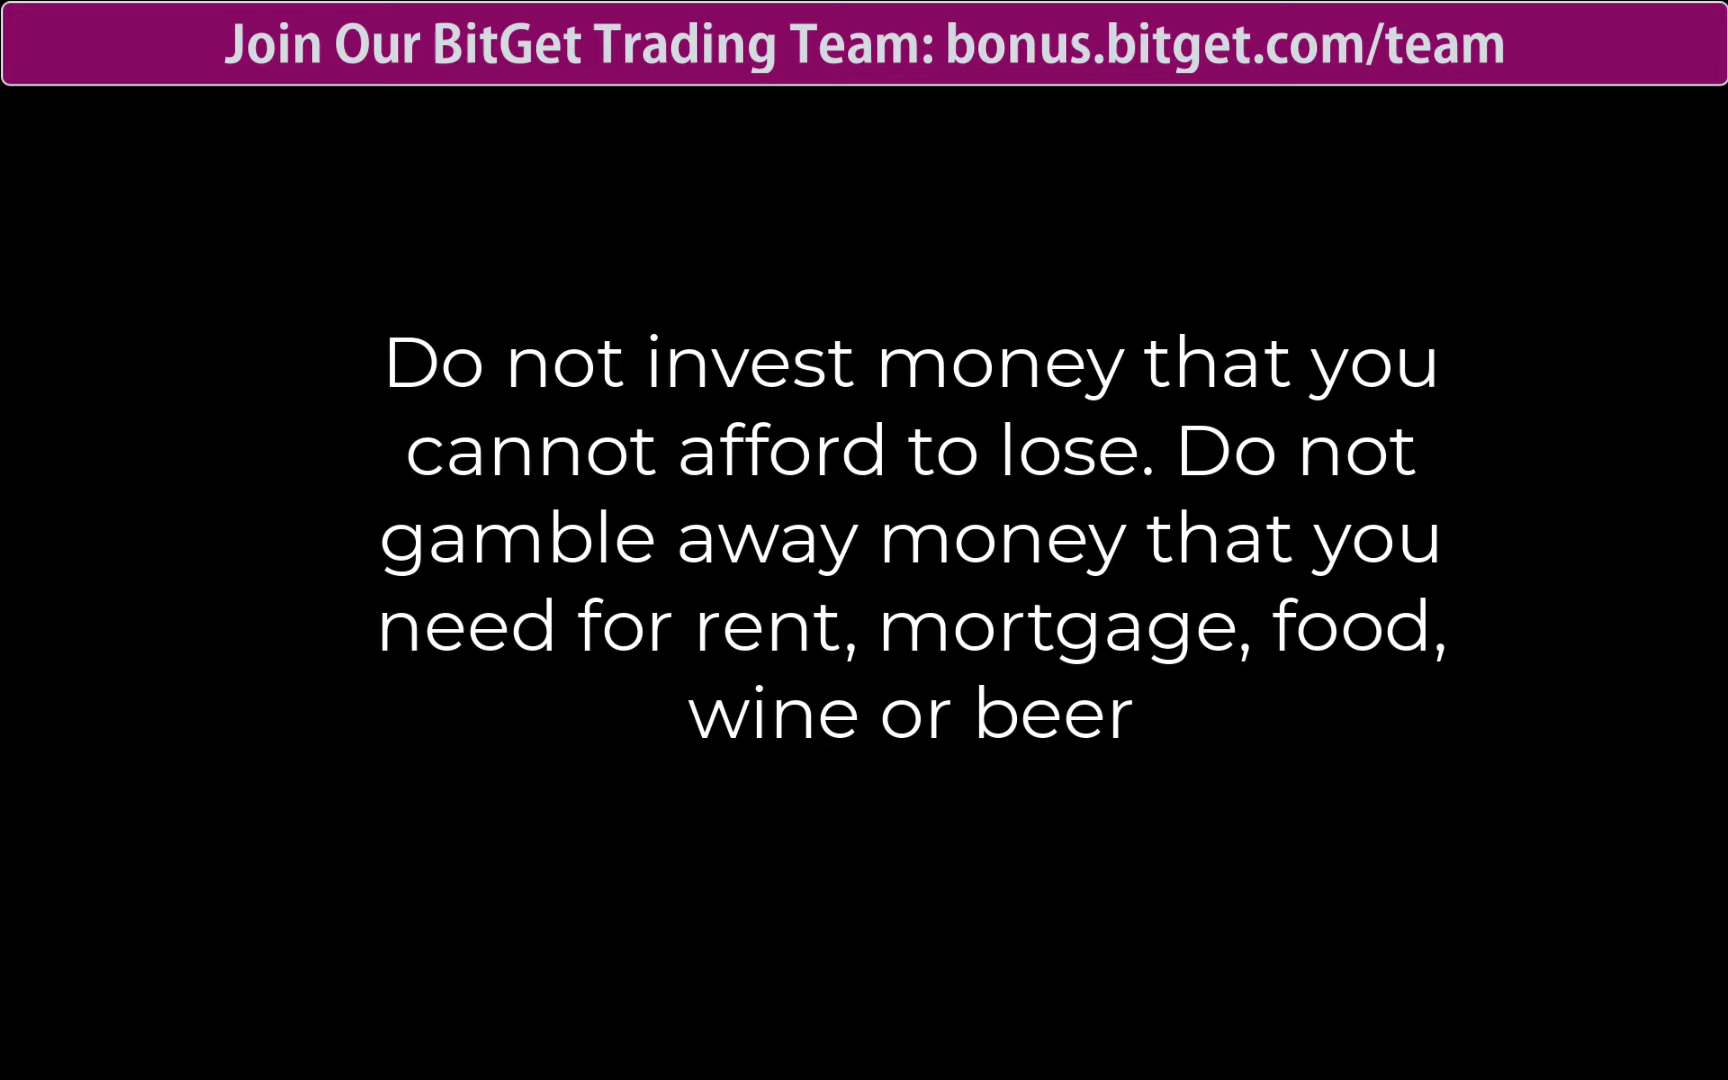 Join Our BitGet Trading Team: bonus.bitget.com/team
Do not invest money that you
cannot afford to lose. Do not
gamble away money that you
need for rent, mortgage, food,
wine or beer